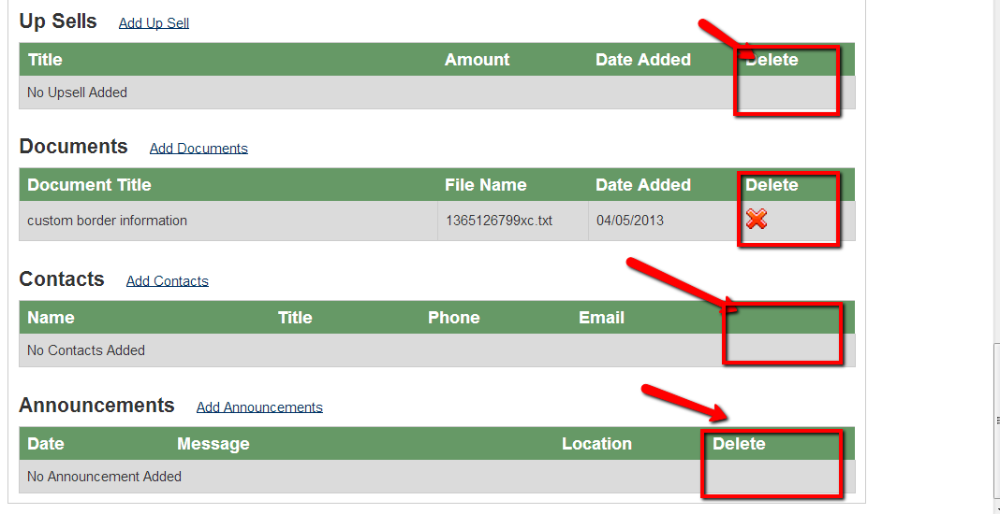 Up Sells Add Up Sell
Title Amount Date Added Delete
No Upsell Added
Documents Add Documents
Document Title File Name Date Added Delete
custom border information 1365126799xc.txt 04/05/2013
Contacts Add Contacts
Name Title Phone Email
No Contacts Added
Announcements Add Announcements
Date Message Location Delete
No Announcement Added